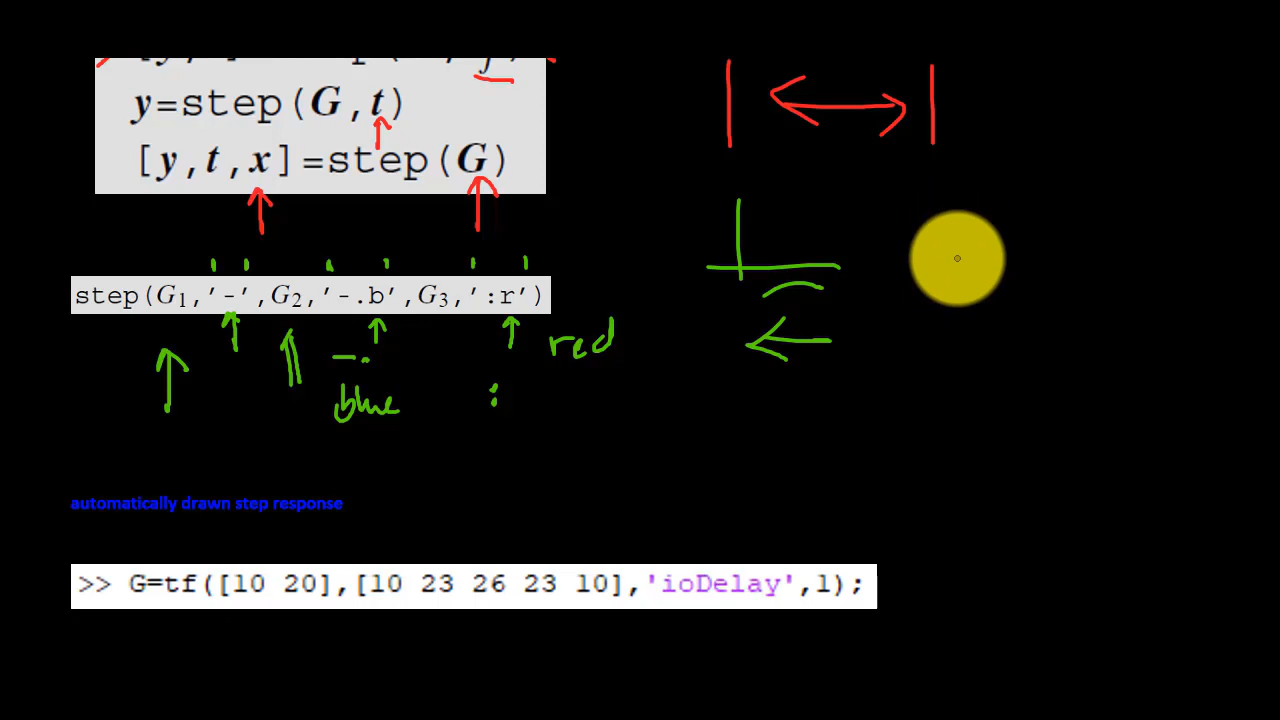 y=step(G,t)
[y,t,x]=step(G)
step(G₁,'-',G₂,'-.b',G₃,':r')
red
-.
:
blue
automatically drawn step response
>> G=tf([10 20],[10 23 26 23 10],'ioDelay',1);